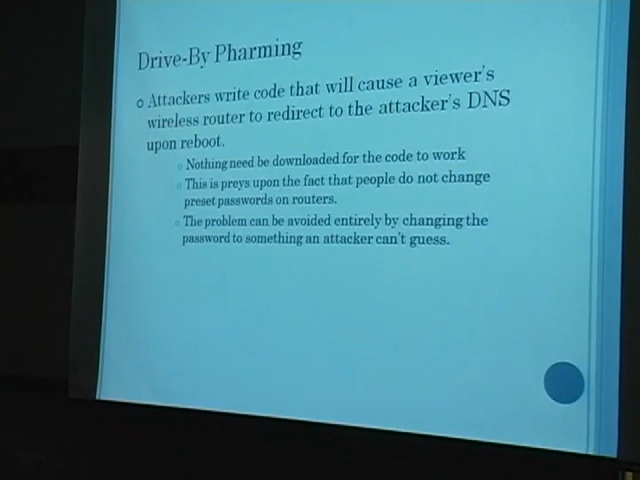 Drive-By Pharming
Attackers write code that will cause a viewer's
wireless router to redirect to the attacker's DNS
upon reboot.
Nothing need be downloaded for the code to work
This is preys upon the fact that people do not change
preset passwords on routers.
The problem can be avoided entirely by changing the
password to something an attacker can't guess.